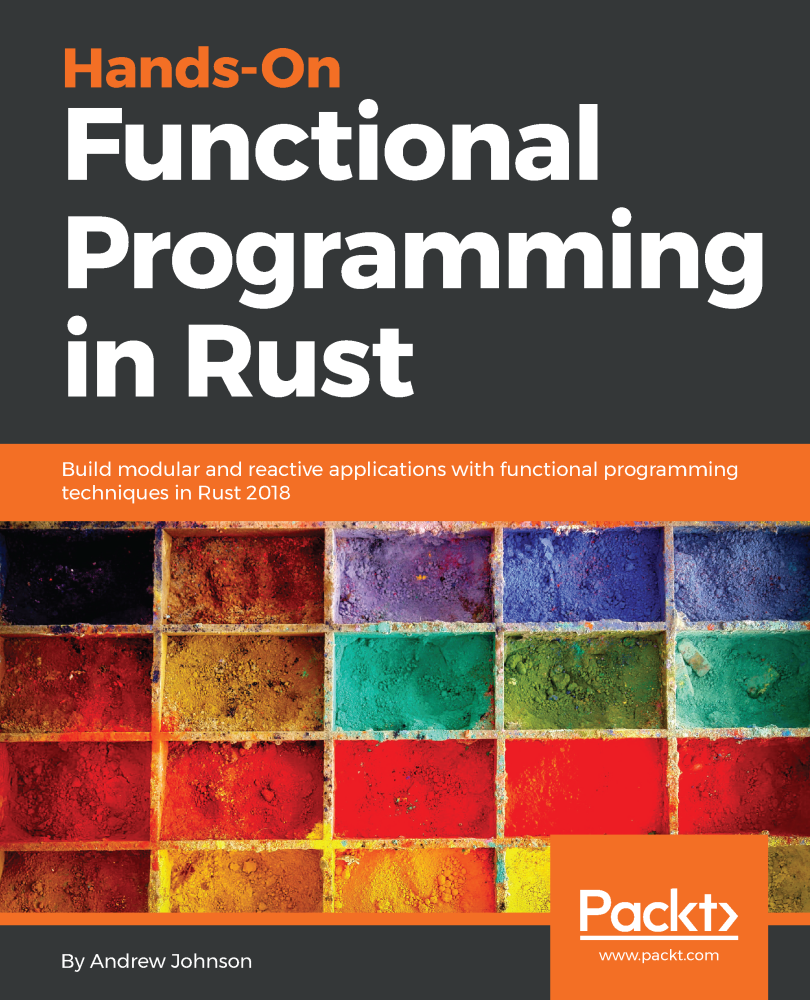 Hands-On
Functional
Programming
in Rust
Build modular and reactive applications with functional programming
techniques in Rust 2018
Packt>
www.packt.com
By Andrew Johnson